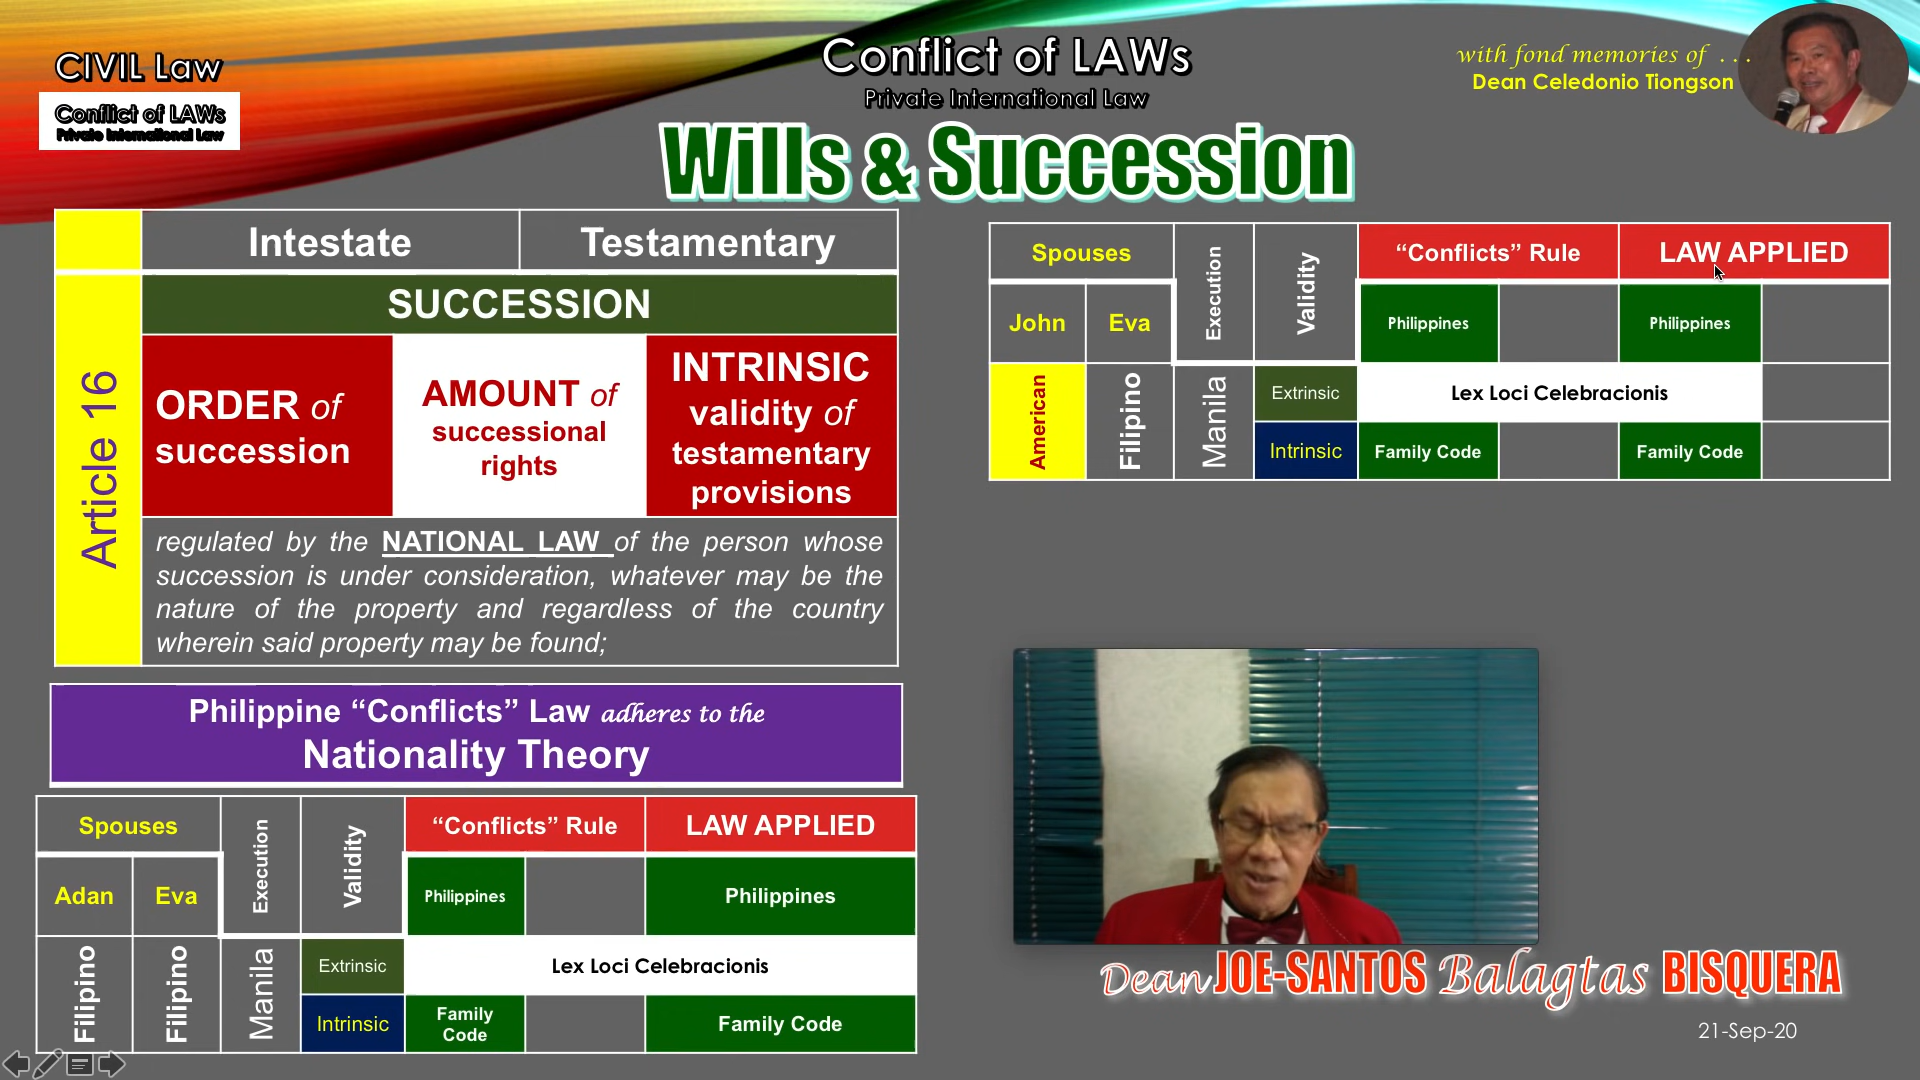 CIVIL Law
Conflict of LAWs
Private International Law
Conflict of LAWs
Private International Law
Wills & Succession
with fond memories of . . .
Dean Celedonio Tiongson
Intestate
Testamentary
Article 16
SUCCESSION
ORDER of
succession
AMOUNT of
successional
rights
INTRINSIC
validity of
testamentary
provisions
regulated by the NATIONAL LAW of the person whose
succession is under consideration, whatever may be the
nature of the property and regardless of the country
wherein said property may be found;
Philippine “Conflicts” Law adheres to the
Nationality Theory
Spouses
Execution
Validity
“Conflicts” Rule
LAW APPLIED
Adan
Eva
Philippines
Philippines
Filipino
Filipino
Manila
Extrinsic
Lex Loci Celebracionis
Intrinsic
Family
Code
Family Code
Spouses
Execution
Validity
“Conflicts” Rule
LAW APPLIED
John
Eva
Philippines
Philippines
American
Filipino
Manila
Extrinsic
Lex Loci Celebracionis
Intrinsic
Family Code
Family Code
Dean JOE-SANTOS Balagtas BISQUERA
21-Sep-20